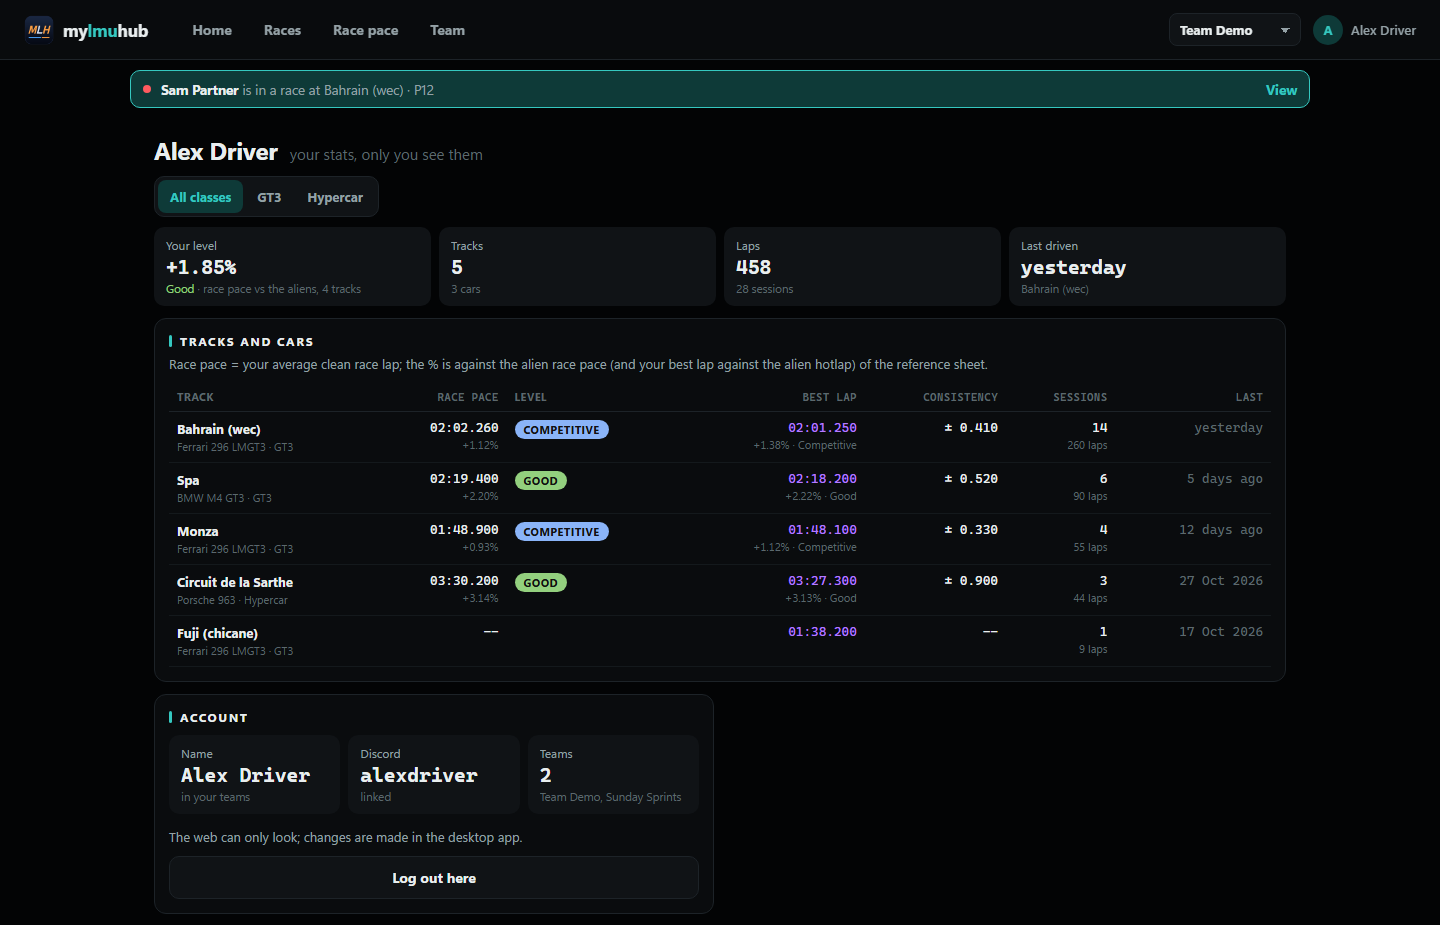 MLH mylmuhub Home Races Race pace Team Team Demo A Alex Driver
Sam Partner is in a race at Bahrain (wec) · P12 View
Alex Driver your stats, only you see them
All classes GT3 Hypercar
Your level
+1.85%
Good · race pace vs the aliens, 4 tracks
Tracks
5
3 cars
Laps
458
28 sessions
Last driven
yesterday
Bahrain (wec)
TRACKS AND CARS
Race pace = your average clean race lap; the % is against the alien race pace (and your best lap against the alien hotlap) of the reference sheet.
TRACK RACE PACE LEVEL BEST LAP CONSISTENCY SESSIONS LAST
Bahrain (wec) 02:02.260 COMPETITIVE 02:01.250 ± 0.410 14 yesterday
Ferrari 296 LMGT3 · GT3 +1.12% +1.38% · Competitive 260 laps
Spa 02:19.400 GOOD 02:18.200 ± 0.520 6 5 days ago
BMW M4 GT3 · GT3 +2.20% +2.22% · Good 90 laps
Monza 01:48.900 COMPETITIVE 01:48.100 ± 0.330 4 12 days ago
Ferrari 296 LMGT3 · GT3 +0.93% +1.12% · Competitive 55 laps
Circuit de la Sarthe 03:30.200 GOOD 03:27.300 ± 0.900 3 27 Oct 2026
Porsche 963 · Hypercar +3.14% +3.13% · Good 44 laps
Fuji (chicane) -- 01:38.200 -- 1 17 Oct 2026
Ferrari 296 LMGT3 · GT3 9 laps
ACCOUNT
Name
Alex Driver
in your teams
Discord
alexdriver
linked
Teams
2
Team Demo, Sunday Sprints
The web can only look; changes are made in the desktop app.
Log out here